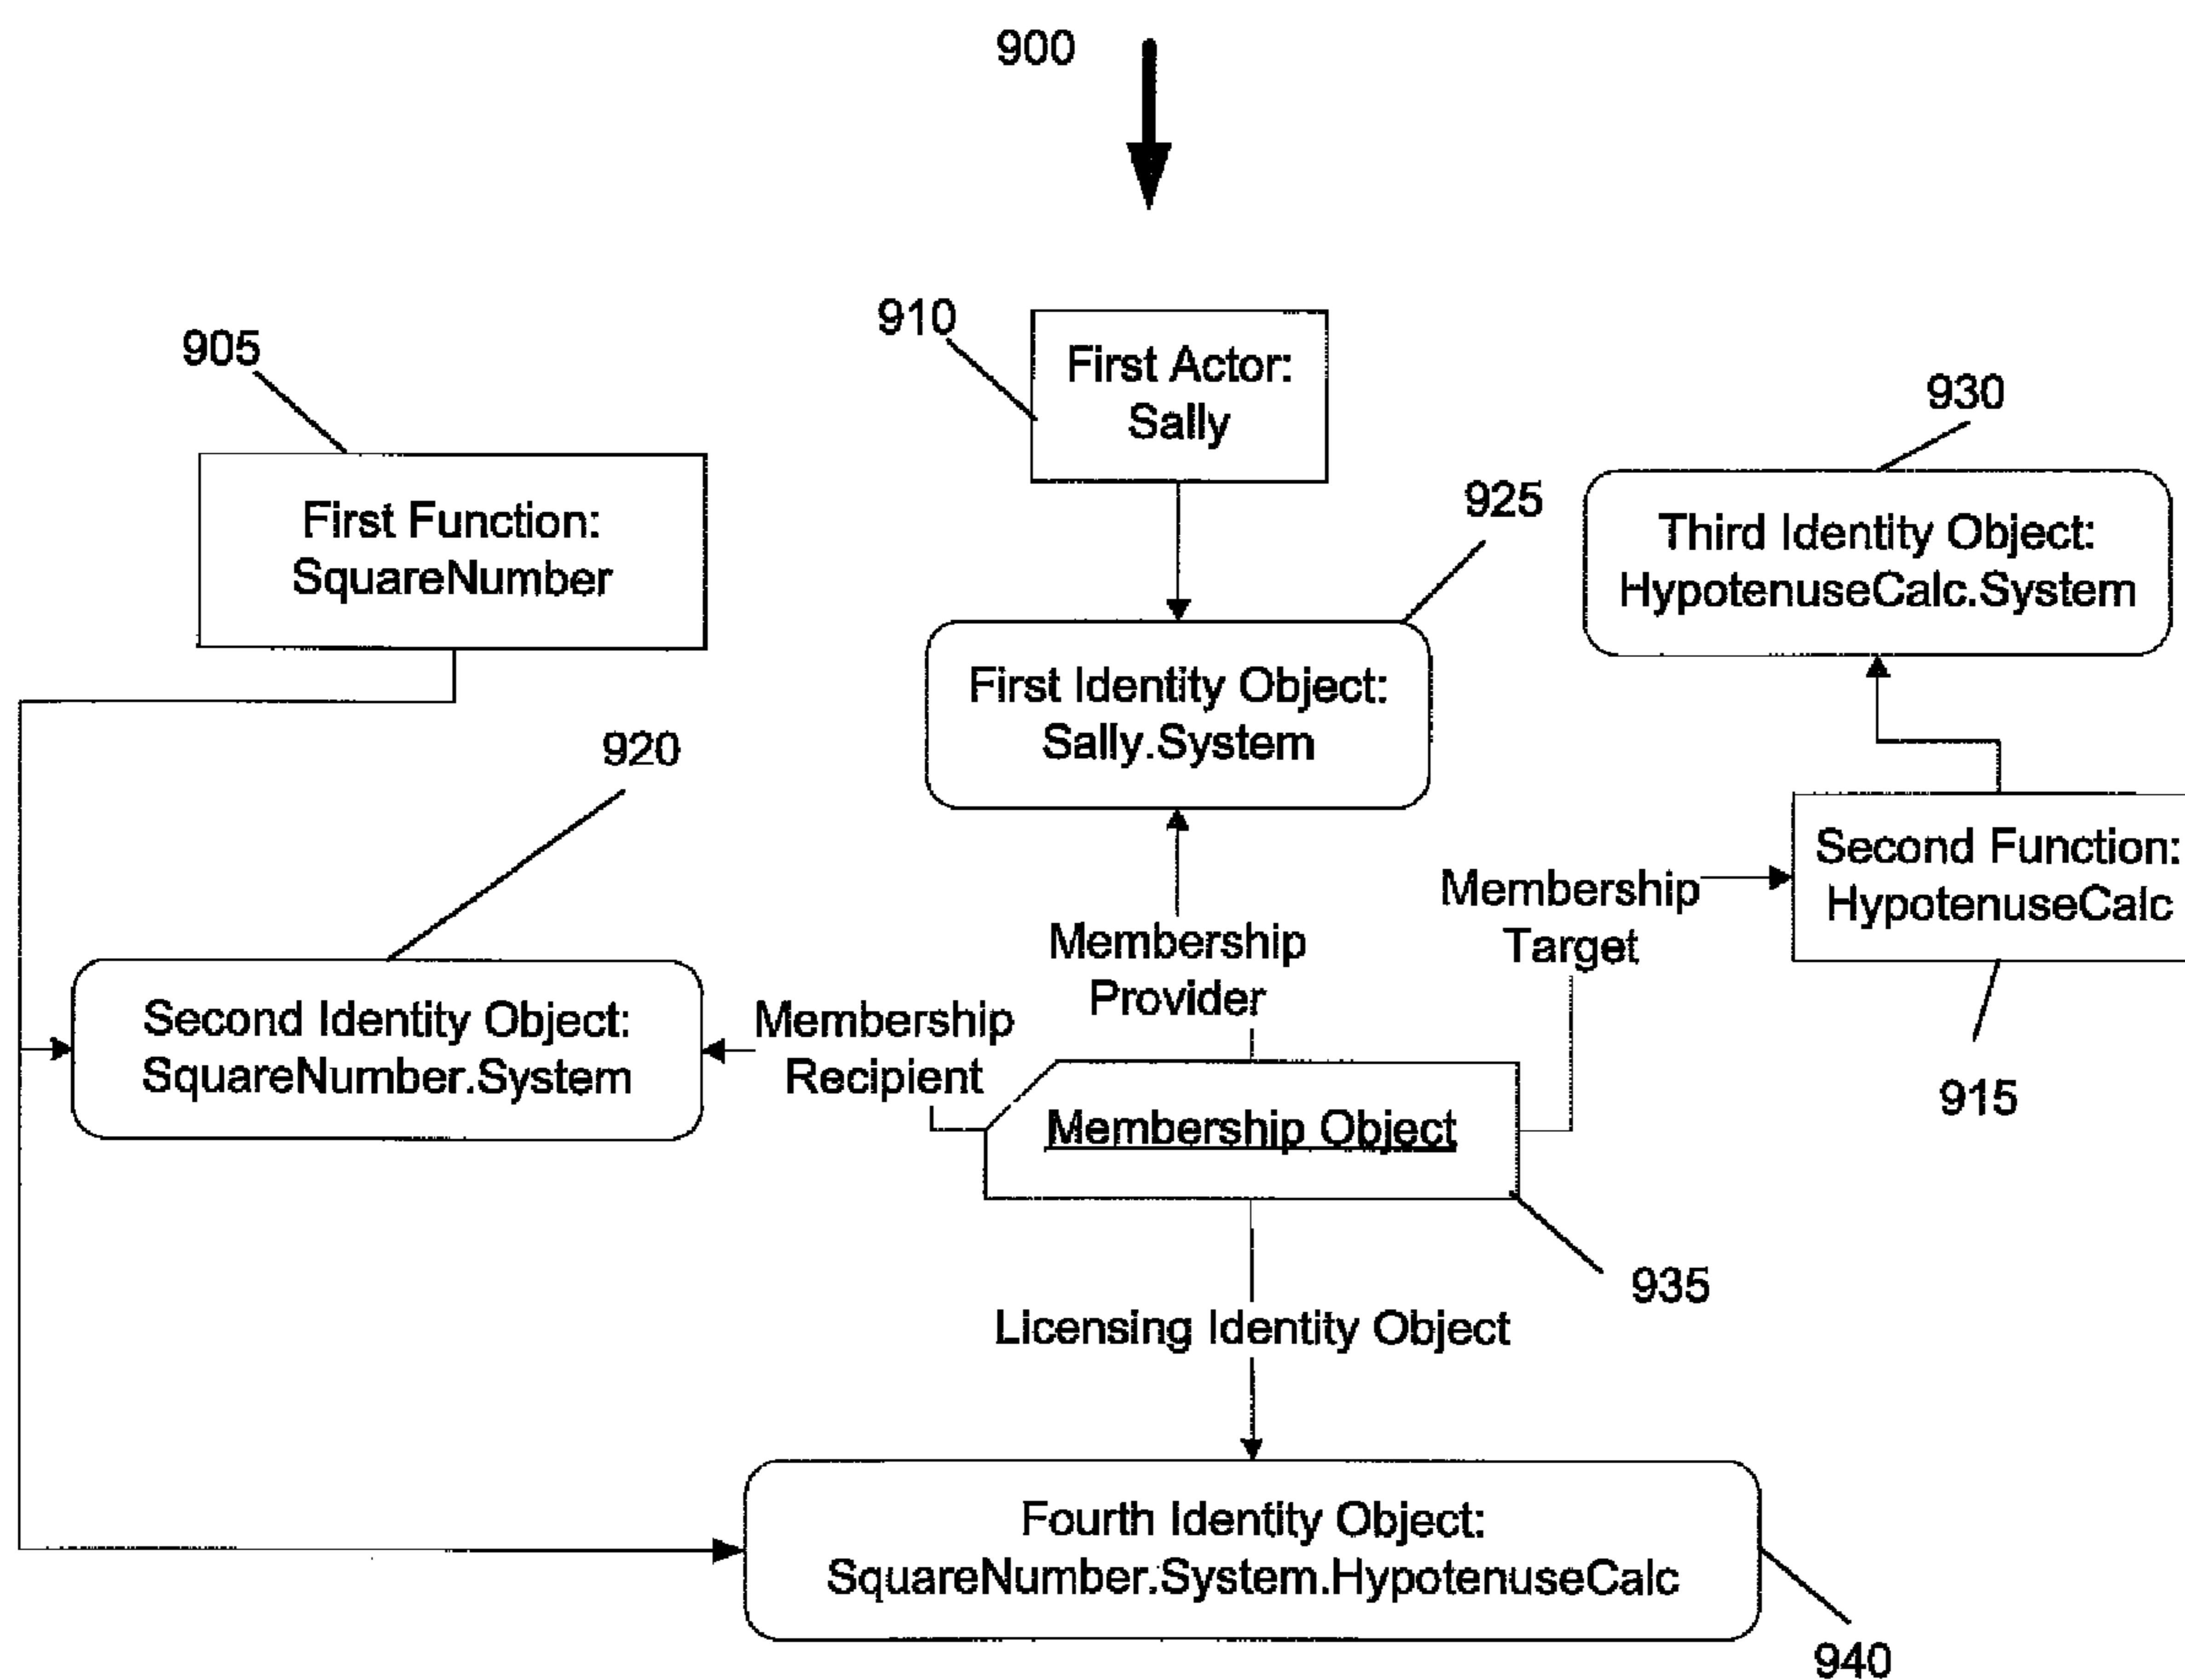 900
910
First Actor:
Sally
905
930
First Function:
SquareNumber
925
Third Identity Object:
HypotenuseCalc.System
First Identity Object:
Sally.System
920
Second Function:
HypotenuseCalc
Membership
Target
Membership
Provider
Second Identity Object:
SquareNumber.System
Membership
Recipient
915
Membership Object
935
Licensing Identity Object
Fourth Identity Object:
SquareNumber.System.HypotenuseCalc
940